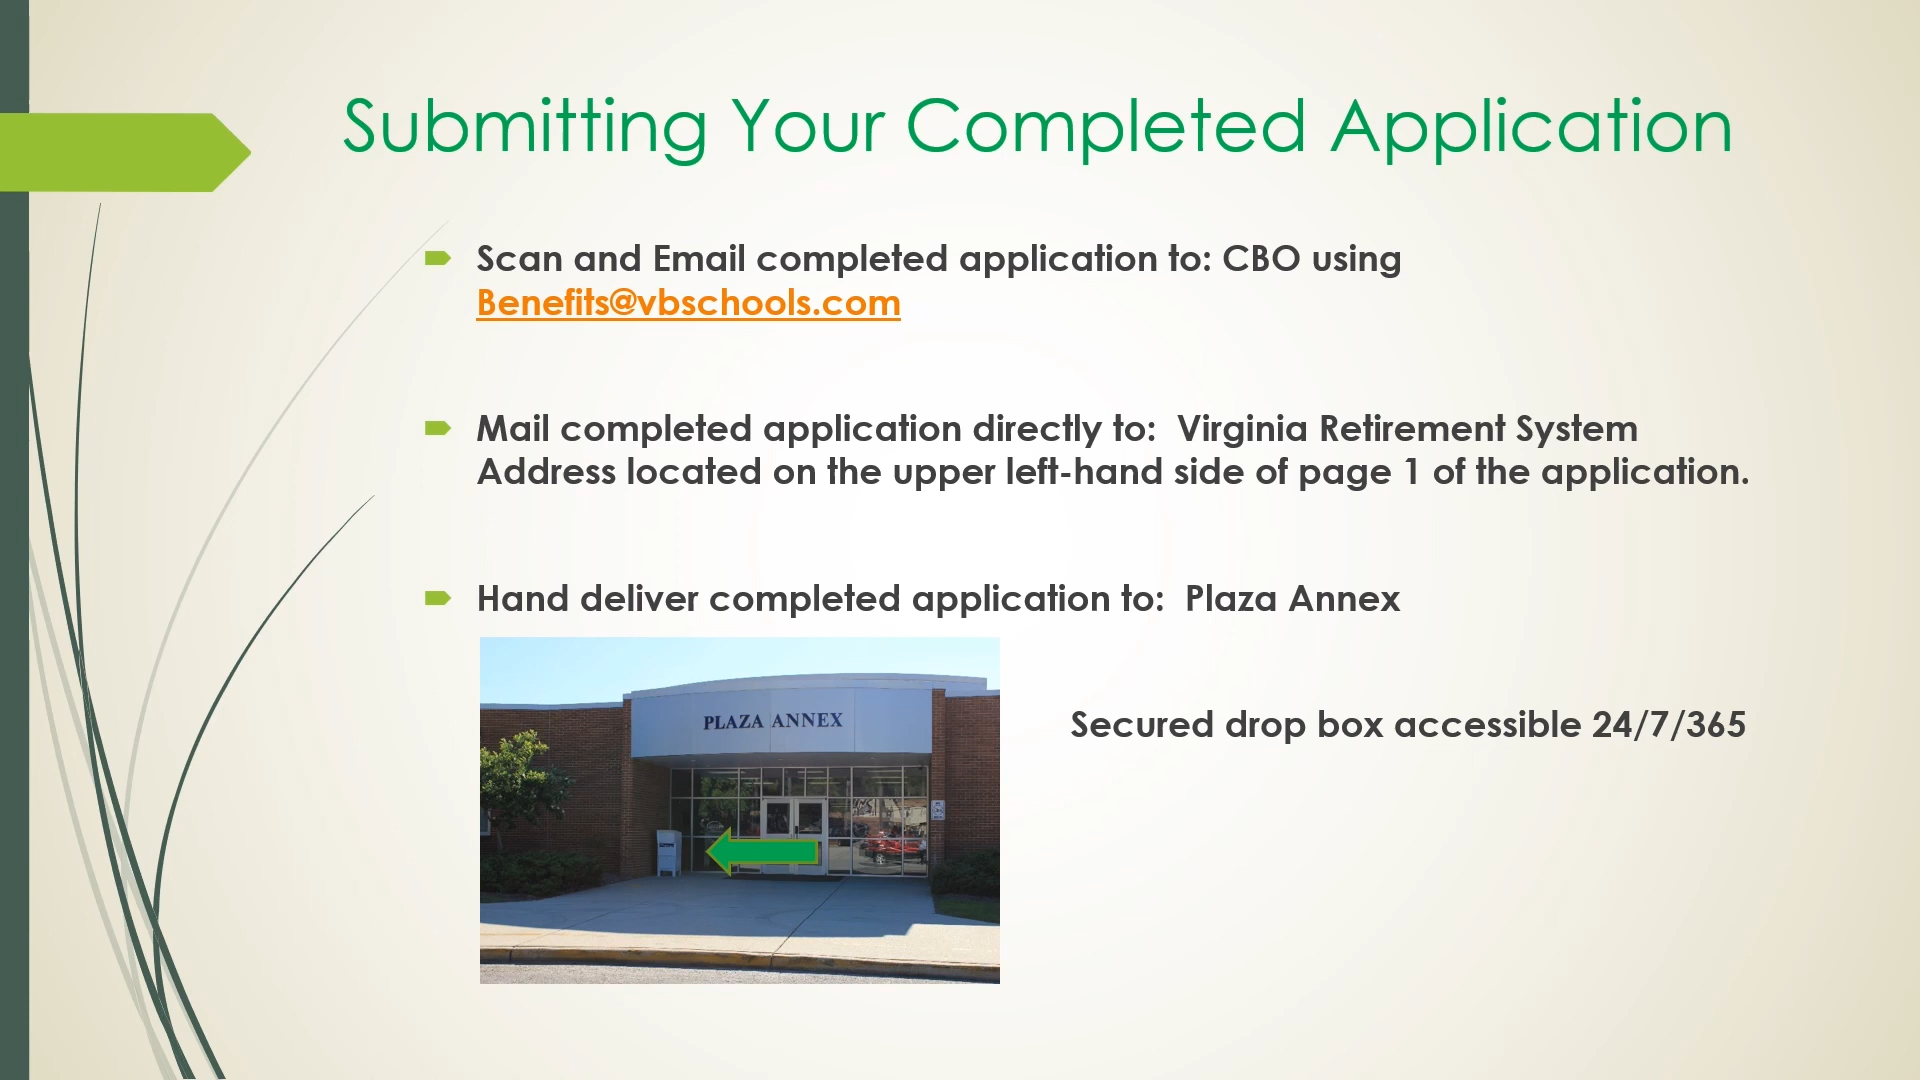 Submitting Your Completed Application
Scan and Email completed application to: CBO using
Benefits@vbschools.com
Mail completed application directly to: Virginia Retirement System
Address located on the upper left-hand side of page 1 of the application.
Hand deliver completed application to: Plaza Annex
PLAZA ANNEX
Secured drop box accessible 24/7/365